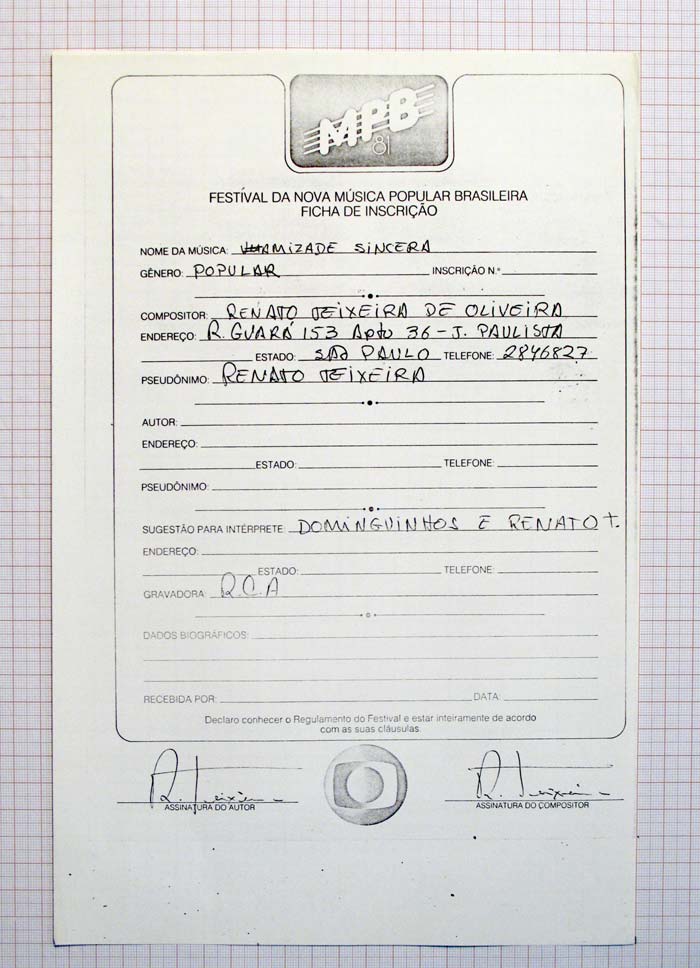 MPB
81
FESTÍVAL DA NOVA MÚSICA POPULAR BRASILEIRA
FICHA DE INSCRIÇÃO
NOME DA MÚSICA: AMIZADE SINCERA
GÊNERO: POPULAR INSCRIÇÃO N.º
COMPOSITOR: RENATO TEIXEIRA DE OLIVEIRA
ENDEREÇO: R. GUARÁ 153 Apto 36 - J. PAULISTA
ESTADO: SÃO PAULO TELEFONE: 2846827
PSEUDÔNIMO: RENATO TEIXEIRA
AUTOR:
ENDEREÇO:
ESTADO: TELEFONE:
PSEUDÔNIMO:
SUGESTÃO PARA INTÉRPRETE: DOMINGUINHOS E RENATO T.
ENDEREÇO:
ESTADO: TELEFONE:
GRAVADORA: R.C.A
DADOS BIOGRÁFICOS:
RECEBIDA POR: DATA:
Declaro conhecer o Regulamento do Festival e estar inteiramente de acordo
com as suas cláusulas.
R. Teixeira R. Teixeira
ASSINATURA DO AUTOR ASSINATURA DO COMPOSITOR